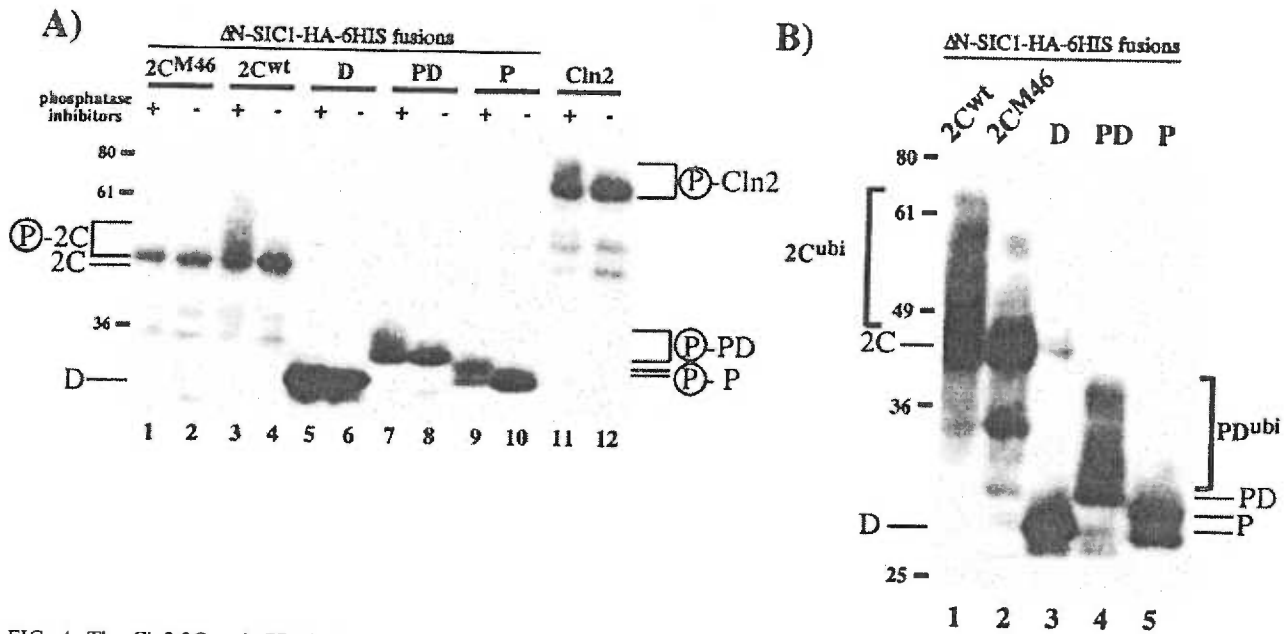 A)
ΔN-SIC1-HA-6HIS fusions
2CM46 2Cwt D PD P Cln2
phosphatase inhibitors + - + - + - + - + - + -
80
61
Ⓟ-Cln2
Ⓟ-2C
2C
36
Ⓟ-PD
Ⓟ-P
D
1 2 3 4 5 6 7 8 9 10 11 12
B)
ΔN-SIC1-HA-6HIS fusions
2Cwt 2CM46 D PD P
80
61
2Cubi
49
2C
36
PDubi
PD
P
D
25
1 2 3 4 5